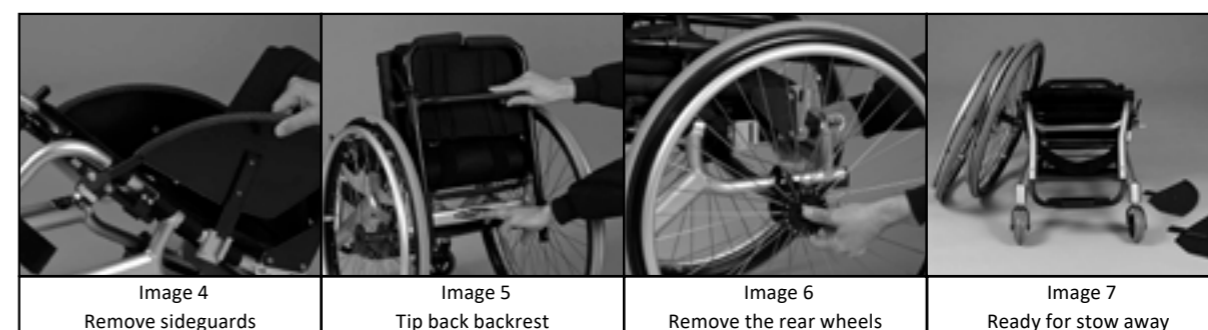 Image 4
Remove sideguards
Image 5
Tip back backrest
Image 6
Remove the rear wheels
Image 7
Ready for stow away